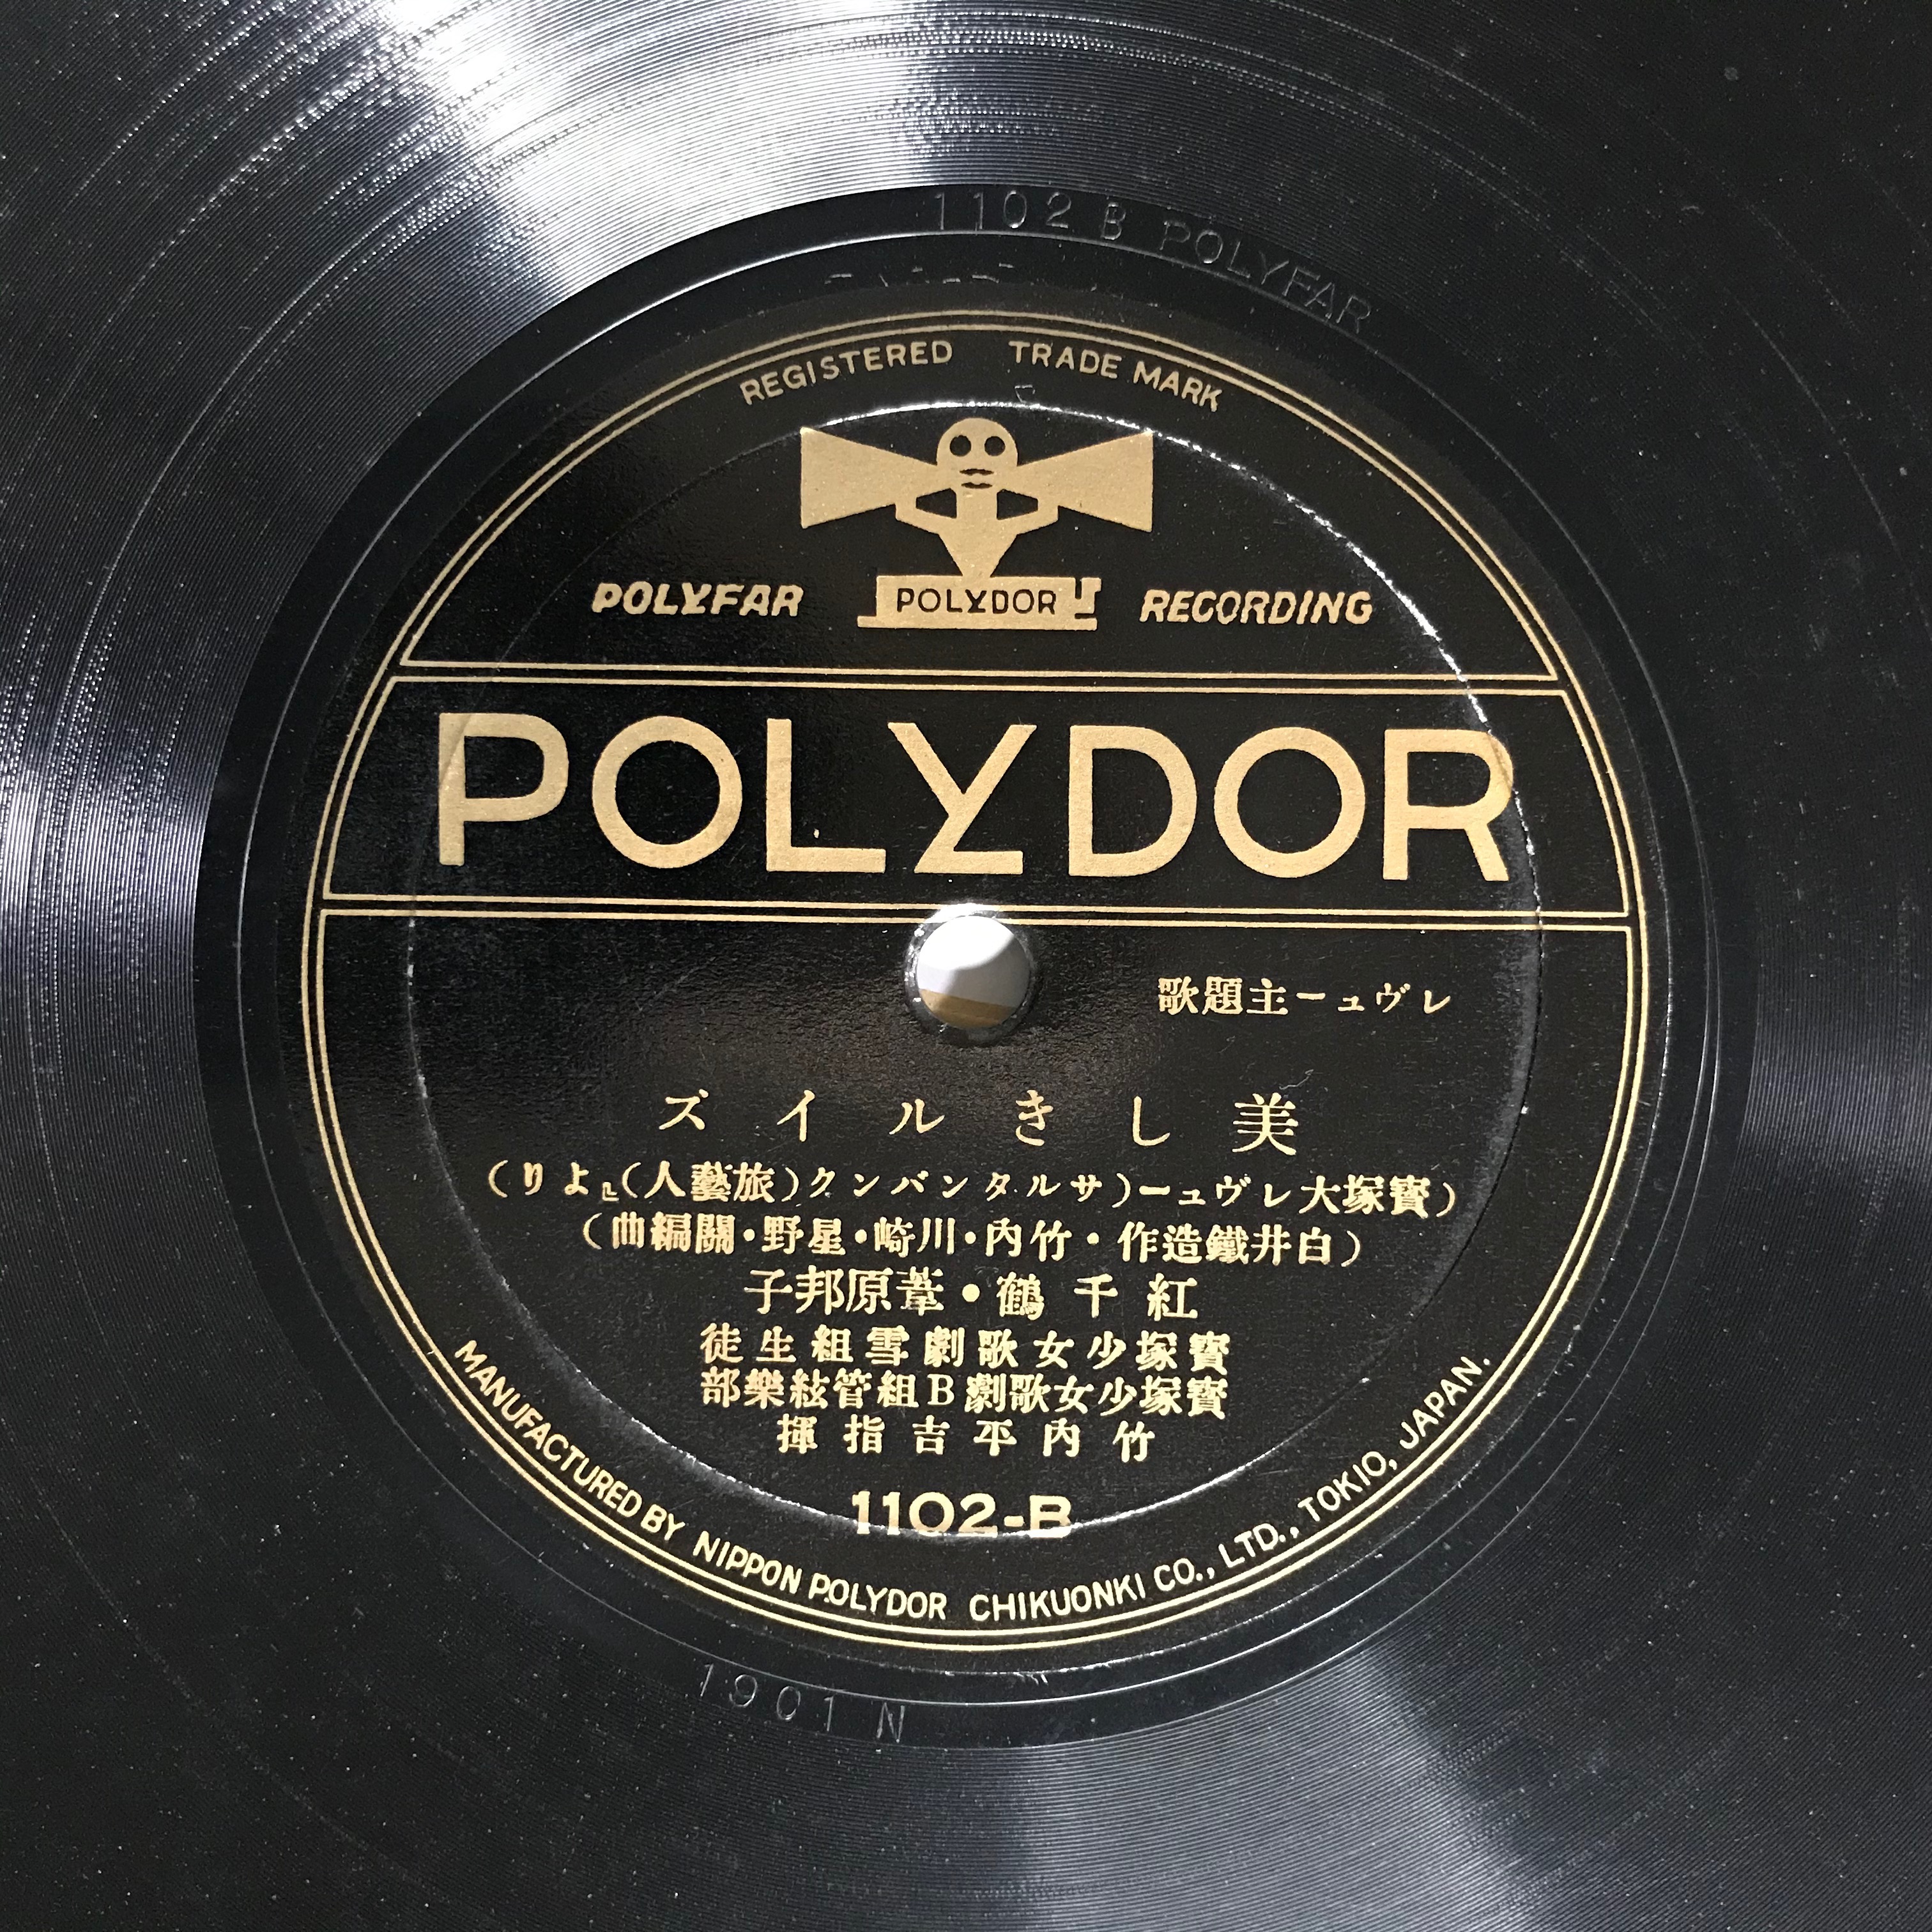 1102 B POLYFAR
REGISTERED TRADE MARK
POLYFAR POLYDOR RECORDING
POLYDOR
レヴュー主題歌
美しきルイズ
(寶塚大レヴュー(サルタンバンク(旅藝人)』より)
(白井鐵造作・竹内・川崎・星野・關編曲)
紅千鶴・葦原邦子
寶塚少女歌劇雪組生徒
寶塚少女歌劇B組管絃樂部
竹内平吉指揮
1102-B
MANUFACTURED BY NIPPON POLYDOR CHIKUONKI CO., LTD., TOKIO, JAPAN.
1901 N